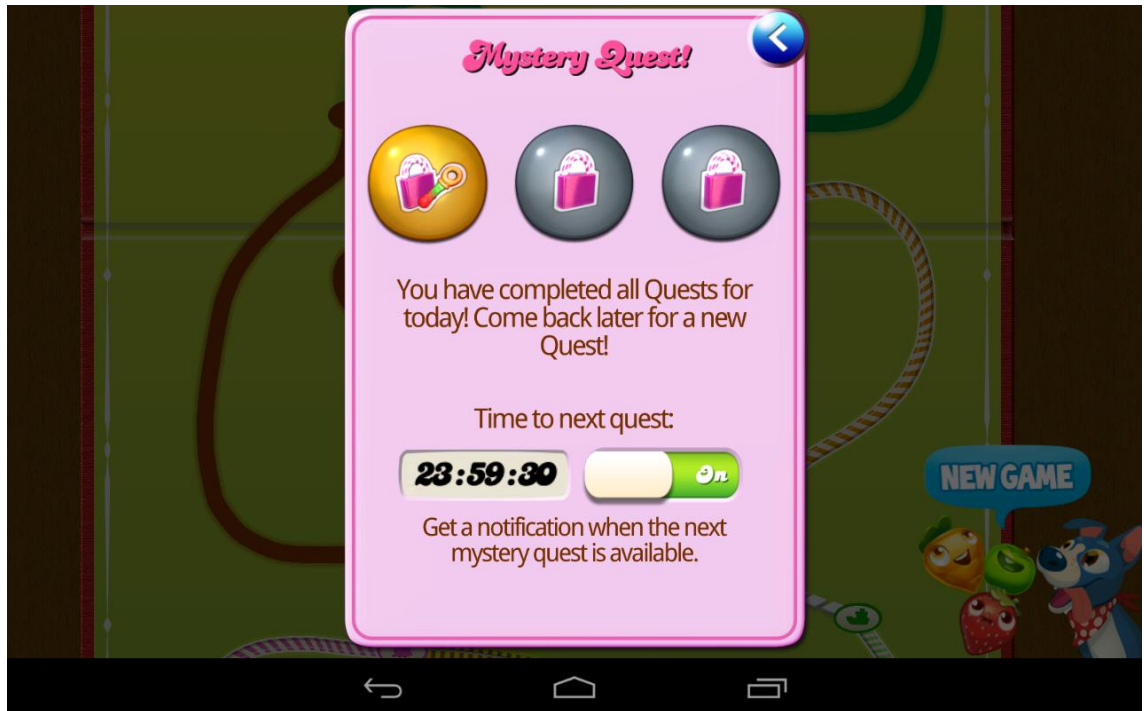 Mystery Quest!
You have completed all Quests for
today! Come back later for a new
Quest!
Time to next quest:
23:59:30
On
Get a notification when the next
mystery quest is available.
NEW GAME